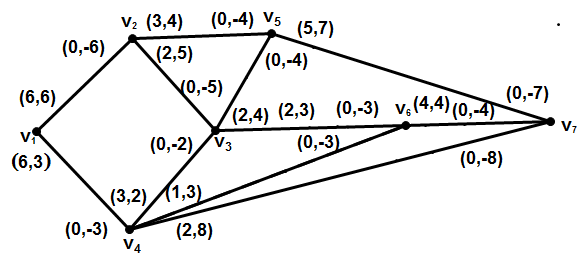 (3,4) (0,-4) v5 (5,7)
v2
(0,-6) (2,5) (0,-4)
(0,-5)
(6,6) (0,-7)
(2,4) (2,3) (0,-3) v6 (4,4) (0,-4) v7
v1 (0,-2) v3 (0,-3)
(6,3) (0,-8)
(3,2) (1,3)
(0,-3) v4 (2,8)